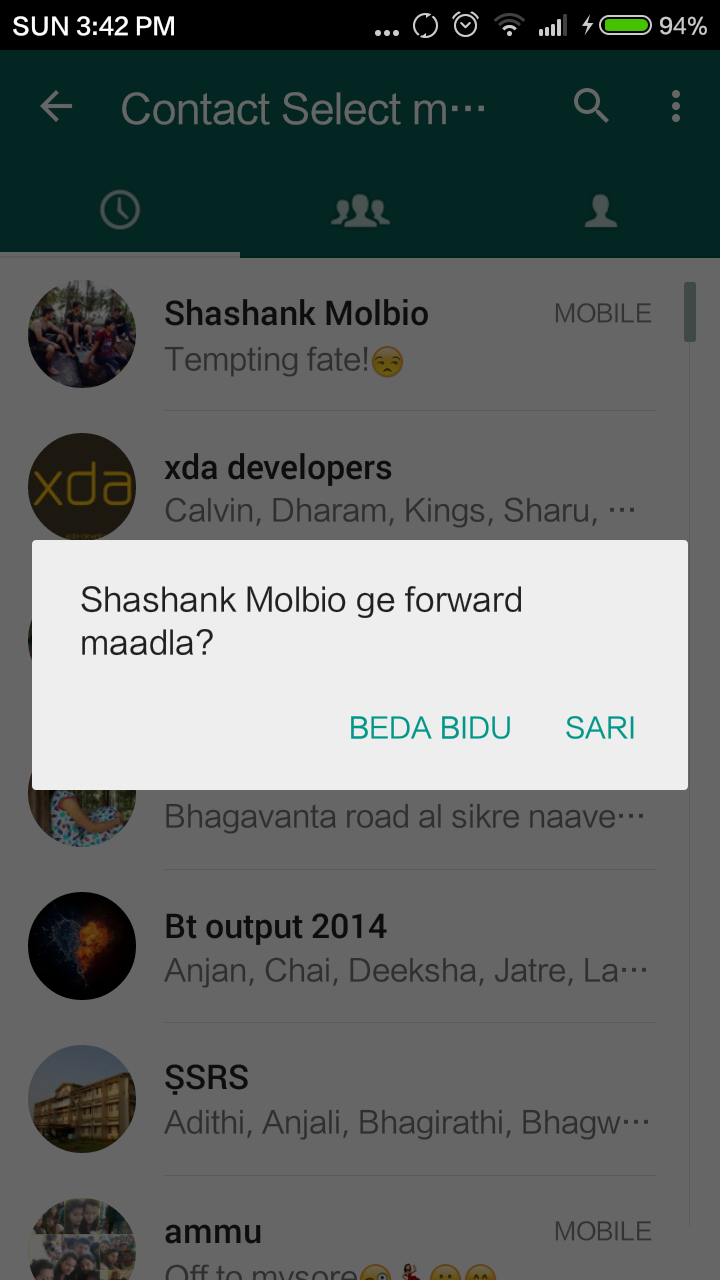 SUN 3:42 PM
94%
Contact Select m···
Shashank Molbio
MOBILE
Tempting fate!😒
xda
xda developers
Calvin, Dharam, Kings, Sharu, ···
Shashank Molbio ge forward
maadla?
BEDA BIDU
SARI
Bhagavanta road al sikre naave···
Bt output 2014
Anjan, Chai, Deeksha, Jatre, La···
ṢSRS
Adithi, Anjali, Bhagirathi, Bhagw···
ammu
MOBILE
Off to mysore